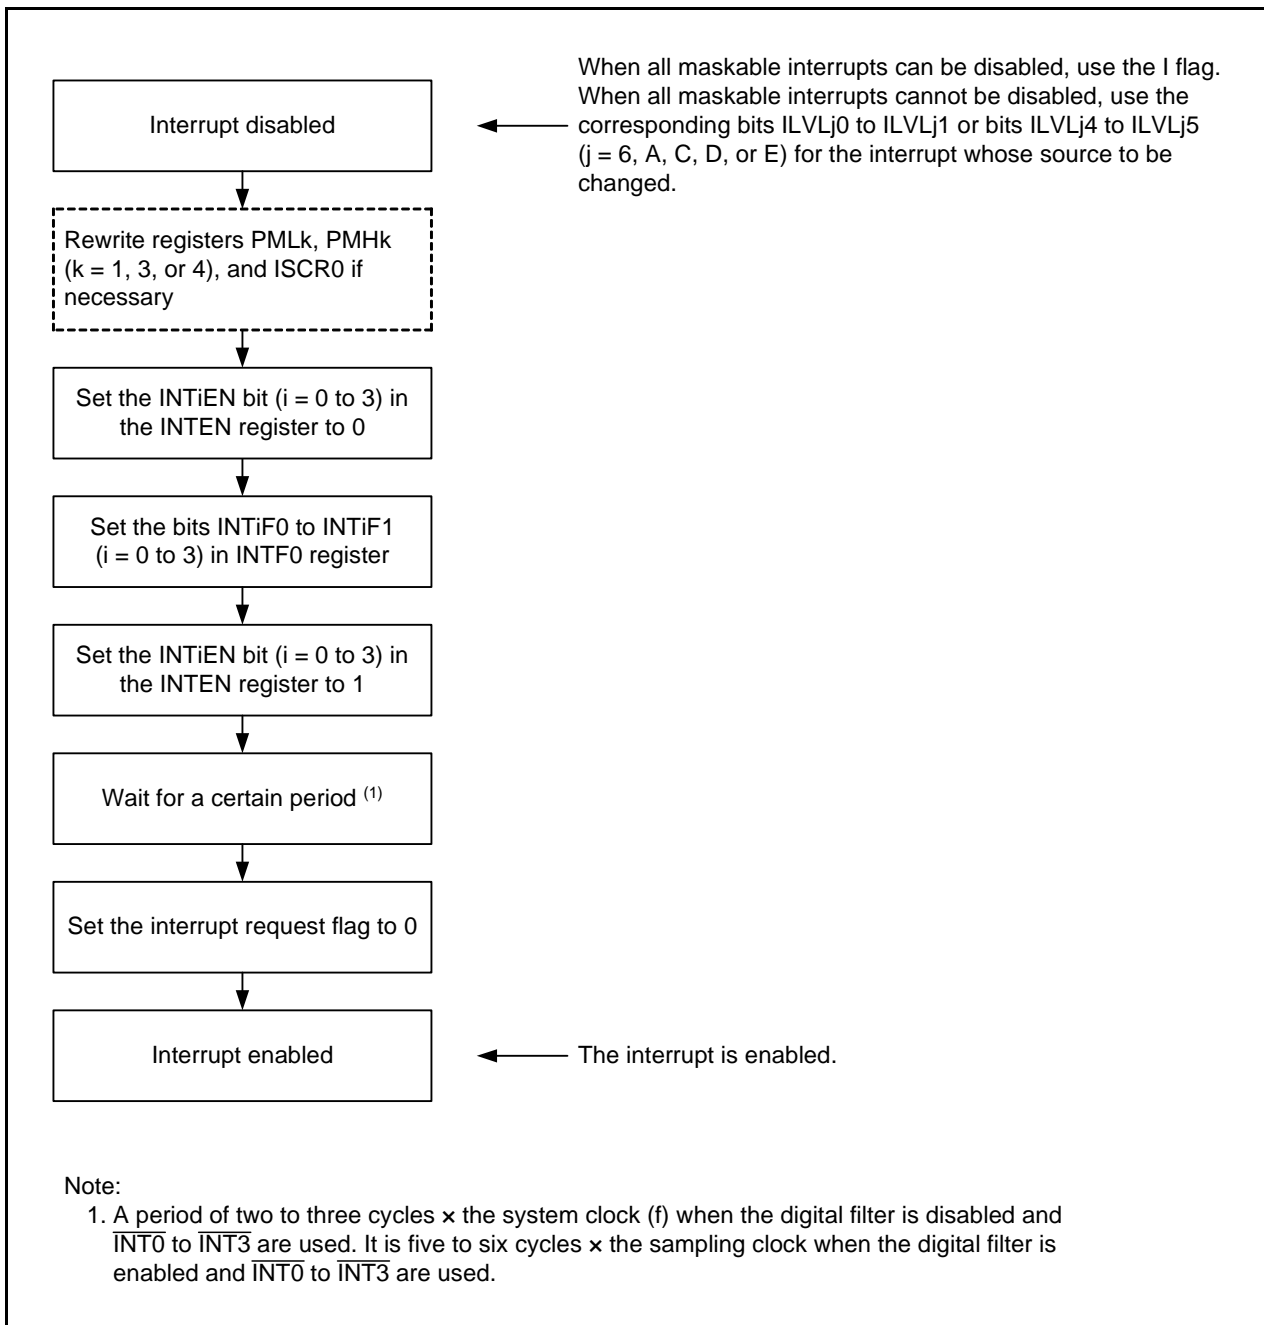 When all maskable interrupts can be disabled, use the I flag.
When all maskable interrupts cannot be disabled, use the
corresponding bits ILVLj0 to ILVLj1 or bits ILVLj4 to ILVLj5
(j = 6, A, C, D, or E) for the interrupt whose source to be
changed.
Interrupt disabled
Rewrite registers PMLk, PMHk
(k = 1, 3, or 4), and ISCR0 if
necessary
Set the INTiEN bit (i = 0 to 3) in
the INTEN register to 0
Set the bits INTiF0 to INTiF1
(i = 0 to 3) in INTF0 register
Set the INTiEN bit (i = 0 to 3) in
the INTEN register to 1
Wait for a certain period (1)
Set the interrupt request flag to 0
Interrupt enabled
The interrupt is enabled.
Note:
1. A period of two to three cycles × the system clock (f) when the digital filter is disabled and
I̅N̅T̅0̅ to I̅N̅T̅3̅ are used. It is five to six cycles × the sampling clock when the digital filter is
enabled and I̅N̅T̅0̅ to I̅N̅T̅3̅ are used.